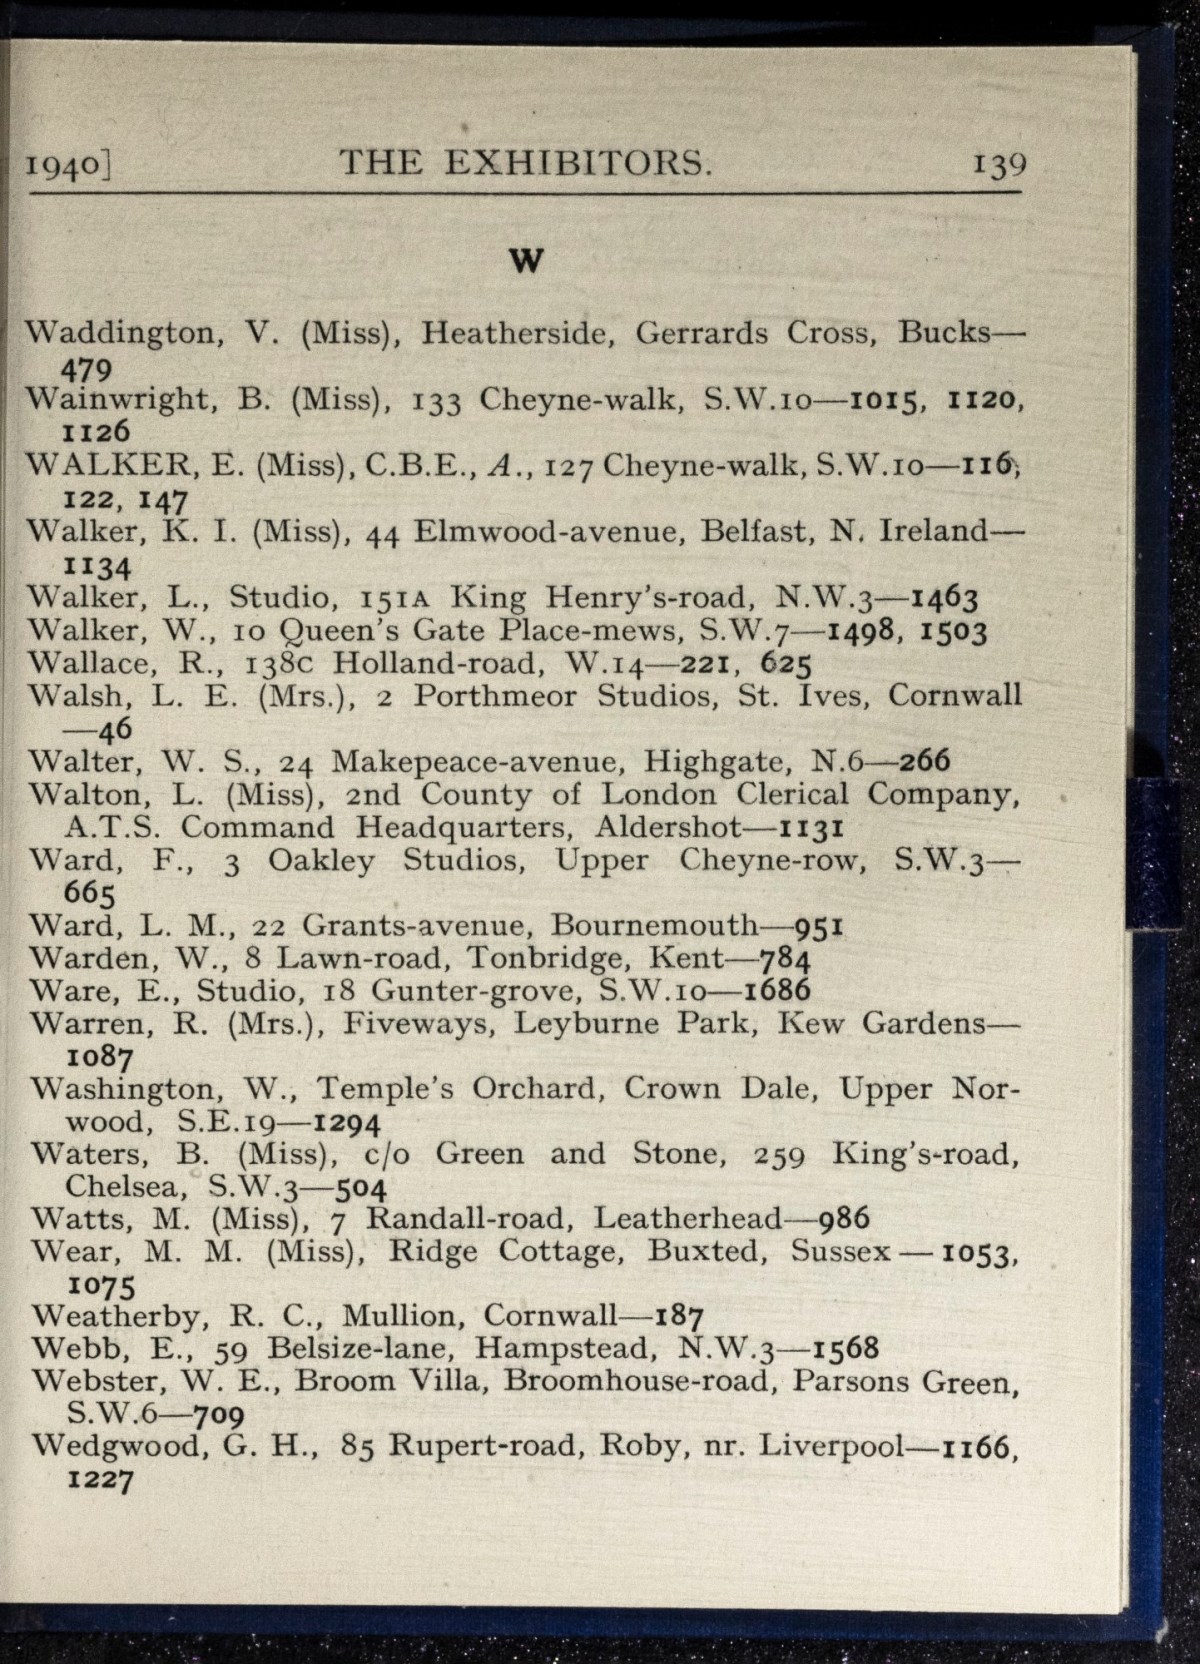 1940] THE EXHIBITORS. 139
W
Waddington, V. (Miss), Heatherside, Gerrards Cross, Bucks—
479
Wainwright, B. (Miss), 133 Cheyne-walk, S.W.10—1015, 1120,
1126
WALKER, E. (Miss), C.B.E., A., 127 Cheyne-walk, S.W.10—116,
122, 147
Walker, K. I. (Miss), 44 Elmwood-avenue, Belfast, N. Ireland—
1134
Walker, L., Studio, 151A King Henry's-road, N.W.3—1463
Walker, W., 10 Queen's Gate Place-mews, S.W.7—1498, 1503
Wallace, R., 138C Holland-road, W.14—221, 625
Walsh, L. E. (Mrs.), 2 Porthmeor Studios, St. Ives, Cornwall
—46
Walter, W. S., 24 Makepeace-avenue, Highgate, N.6—266
Walton, L. (Miss), 2nd County of London Clerical Company,
A.T.S. Command Headquarters, Aldershot—1131
Ward, F., 3 Oakley Studios, Upper Cheyne-row, S.W.3—
665
Ward, L. M., 22 Grants-avenue, Bournemouth—951
Warden, W., 8 Lawn-road, Tonbridge, Kent—784
Ware, E., Studio, 18 Gunter-grove, S.W.10—1686
Warren, R. (Mrs.), Fiveways, Leyburne Park, Kew Gardens—
1087
Washington, W., Temple's Orchard, Crown Dale, Upper Nor-
wood, S.E.19—1294
Waters, B. (Miss), c/o Green and Stone, 259 King's-road,
Chelsea, S.W.3—504
Watts, M. (Miss), 7 Randall-road, Leatherhead—986
Wear, M. M. (Miss), Ridge Cottage, Buxted, Sussex — 1053,
1075
Weatherby, R. C., Mullion, Cornwall—187
Webb, E., 59 Belsize-lane, Hampstead, N.W.3—1568
Webster, W. E., Broom Villa, Broomhouse-road, Parsons Green,
S.W.6—709
Wedgwood, G. H., 85 Rupert-road, Roby, nr. Liverpool—1166,
1227